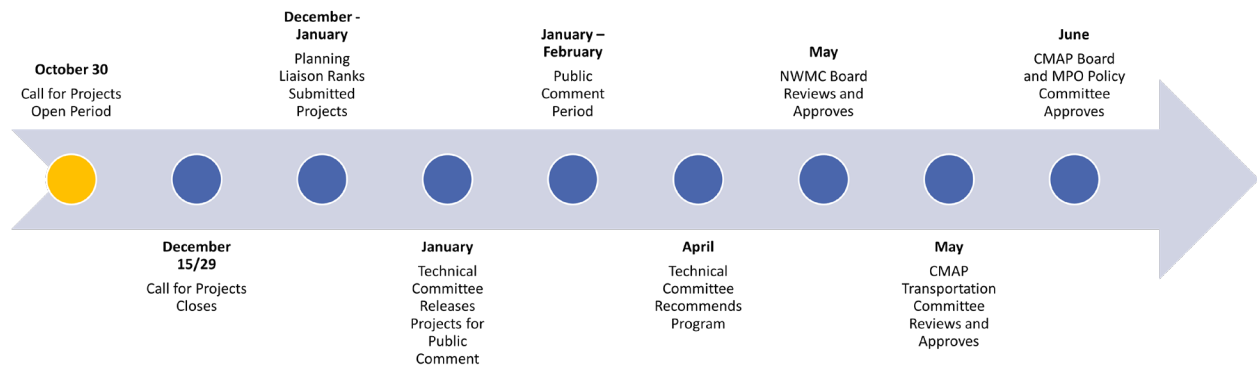 October 30
Call for Projects
Open Period
December
15/29
Call for Projects
Closes
December -
January
Planning
Liaison Ranks
Submitted
Projects
January
Technical
Committee
Releases
Projects for
Public
Comment
January –
February
Public
Comment
Period
April
Technical
Committee
Recommends
Program
May
NWMC Board
Reviews and
Approves
May
CMAP
Transportation
Committee
Reviews and
Approves
June
CMAP Board
and MPO Policy
Committee
Approves